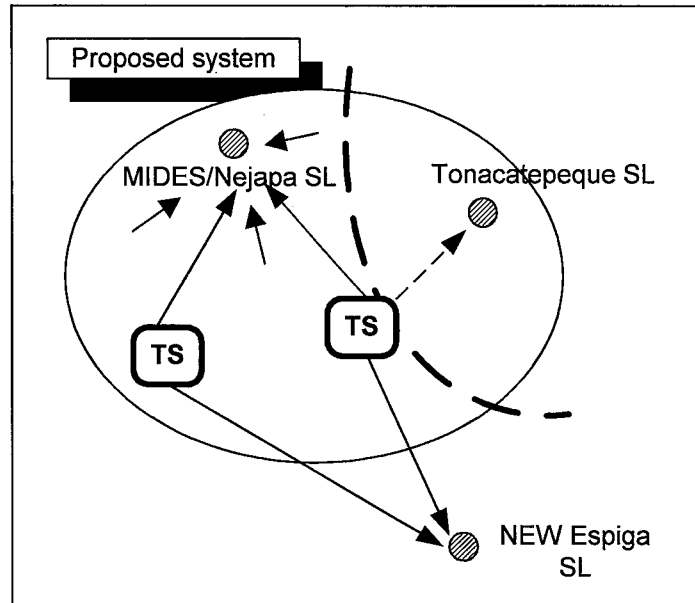 Proposed system
MIDES/Nejapa SL
Tonacatepeque SL
TS
TS
NEW Espiga
SL